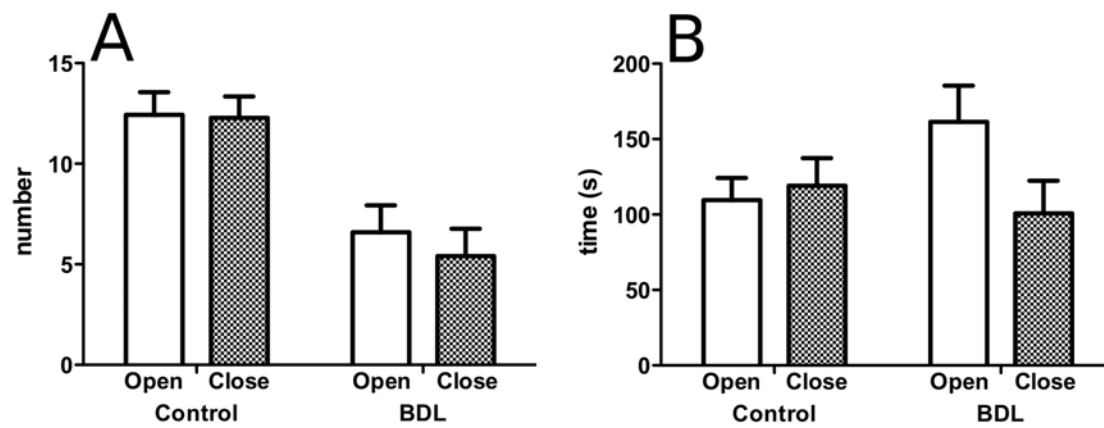 A
number
15
10
5
0
Open Close Open Close
Control BDL
B
time (s)
200
150
100
50
0
Open Close Open Close
Control BDL